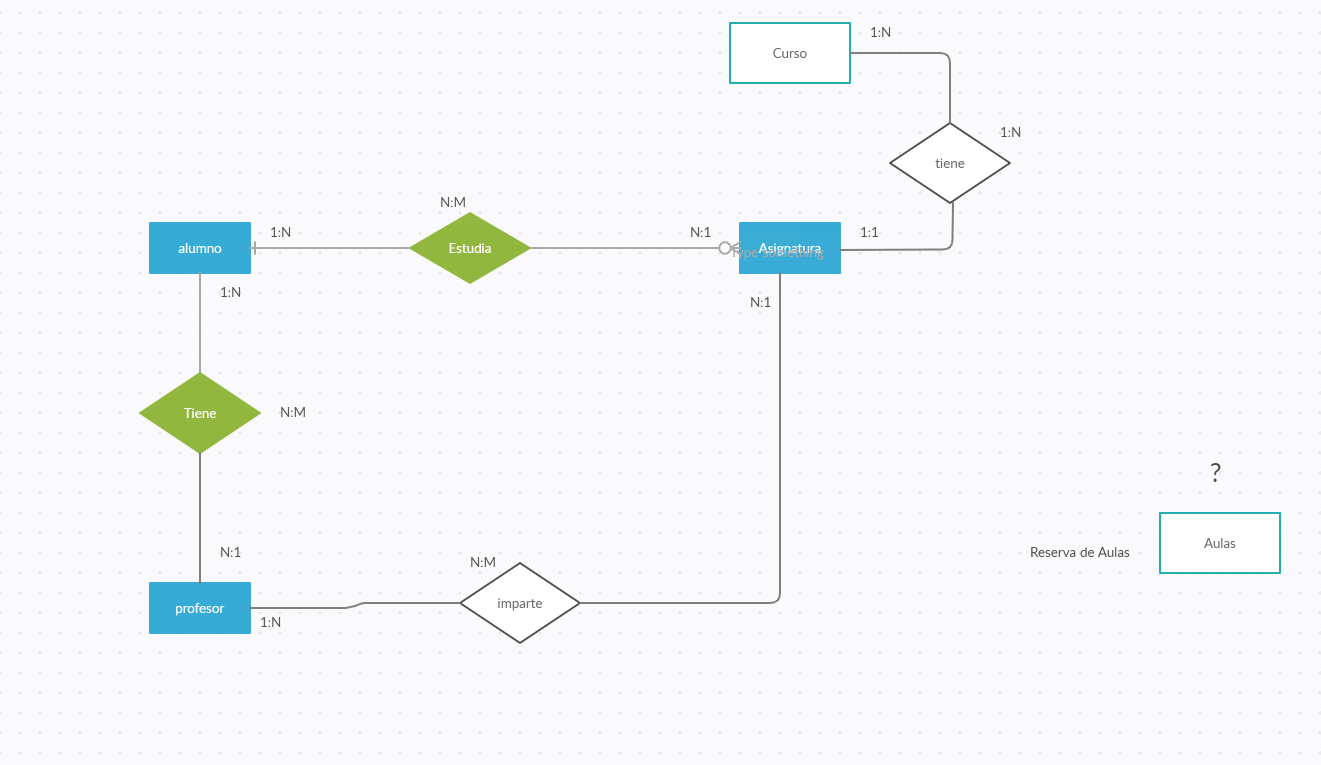 Curso
1:N
1:N
tiene
N:M
alumno
1:N
Estudia
N:1
Asignatura
Type something
1:1
1:N
N:1
Tiene
N:M
?
Aulas
Reserva de Aulas
N:1
N:M
profesor
imparte
1:N